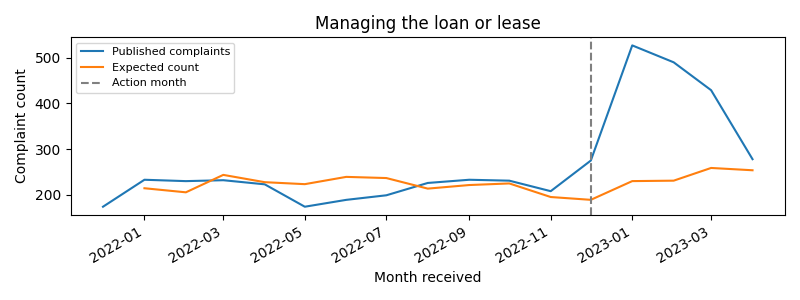 Managing the loan or lease
Published complaints
Expected count
Action month
Complaint count
500
400
300
200
2022-01
2022-03
2022-05
2022-07
2022-09
2022-11
2023-01
2023-03
Month received